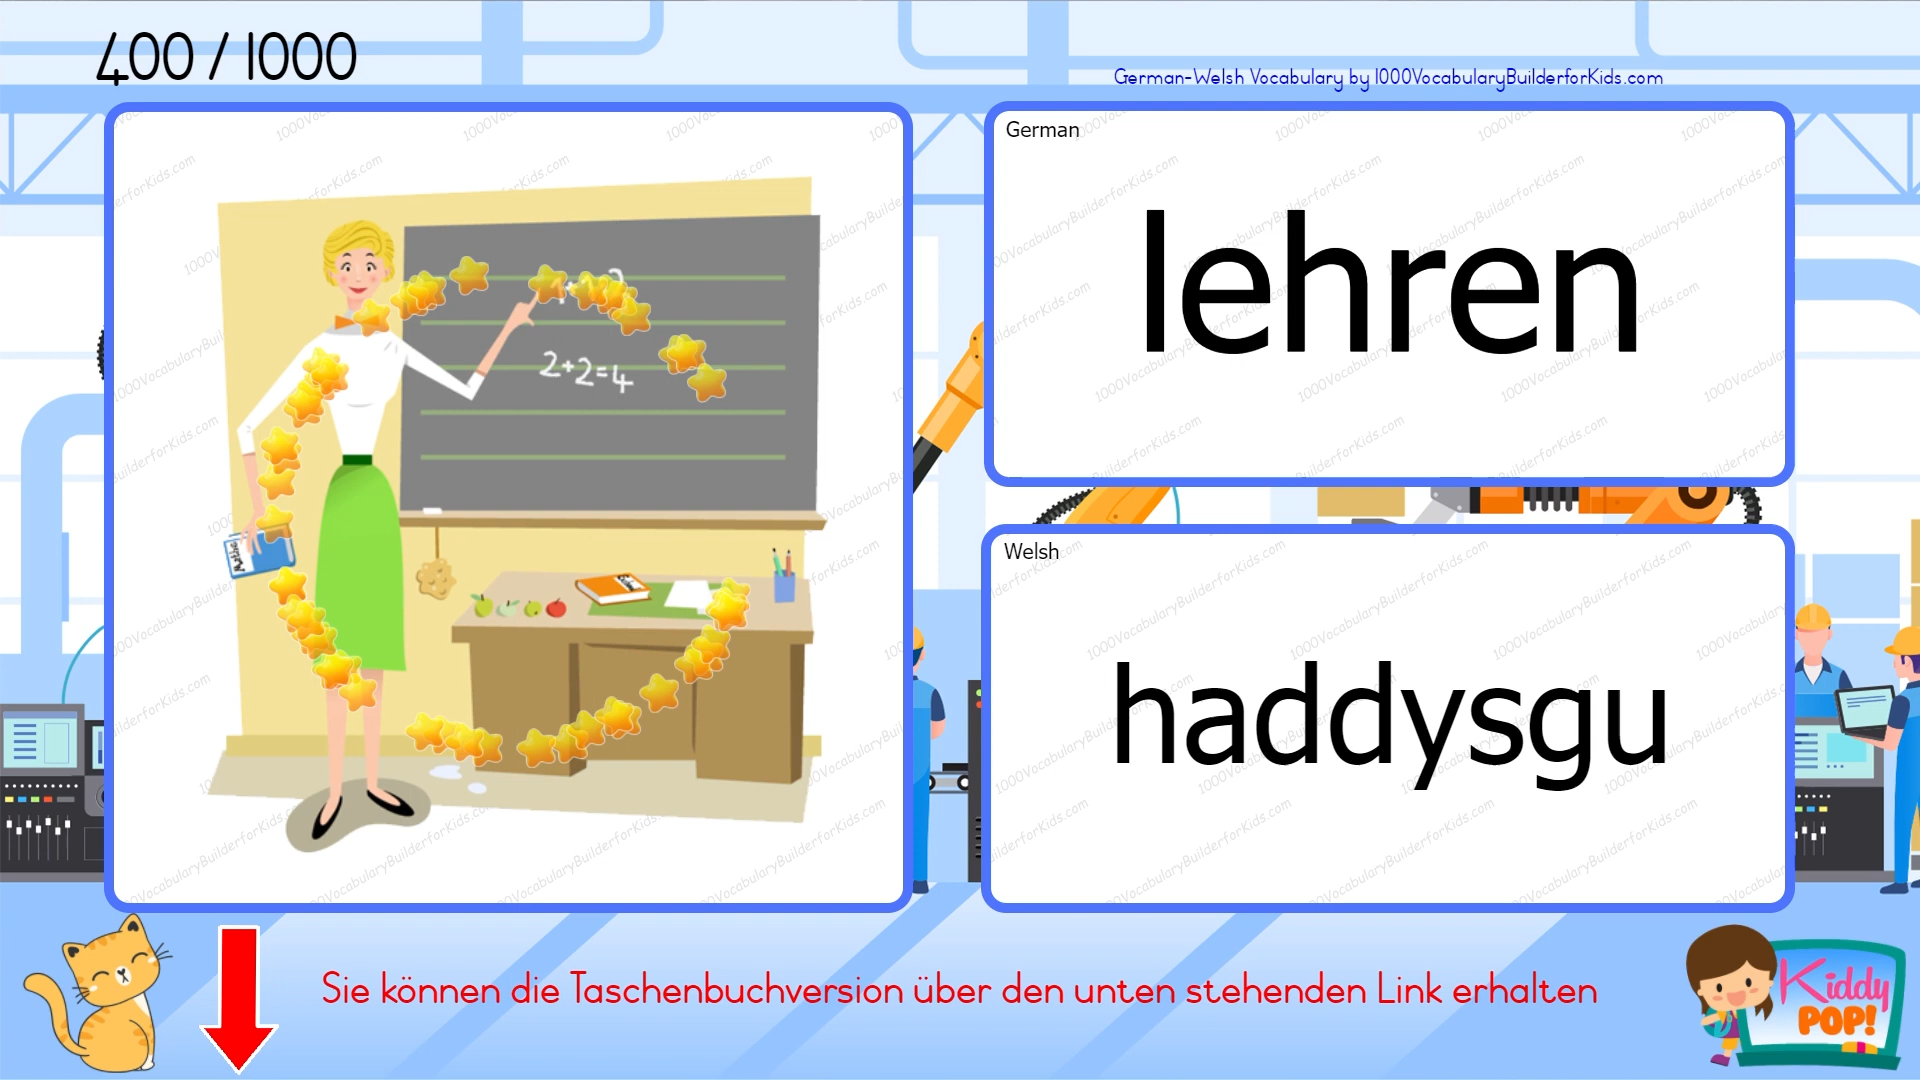 400 / 1000
German-Welsh Vocabulary by 1000VocabularyBuilderforKids.com
German
lehren
2+2=4
Welsh
haddysgu
Sie können die Taschenbuchversion über den unten stehenden Link erhalten
Kiddy
POP!